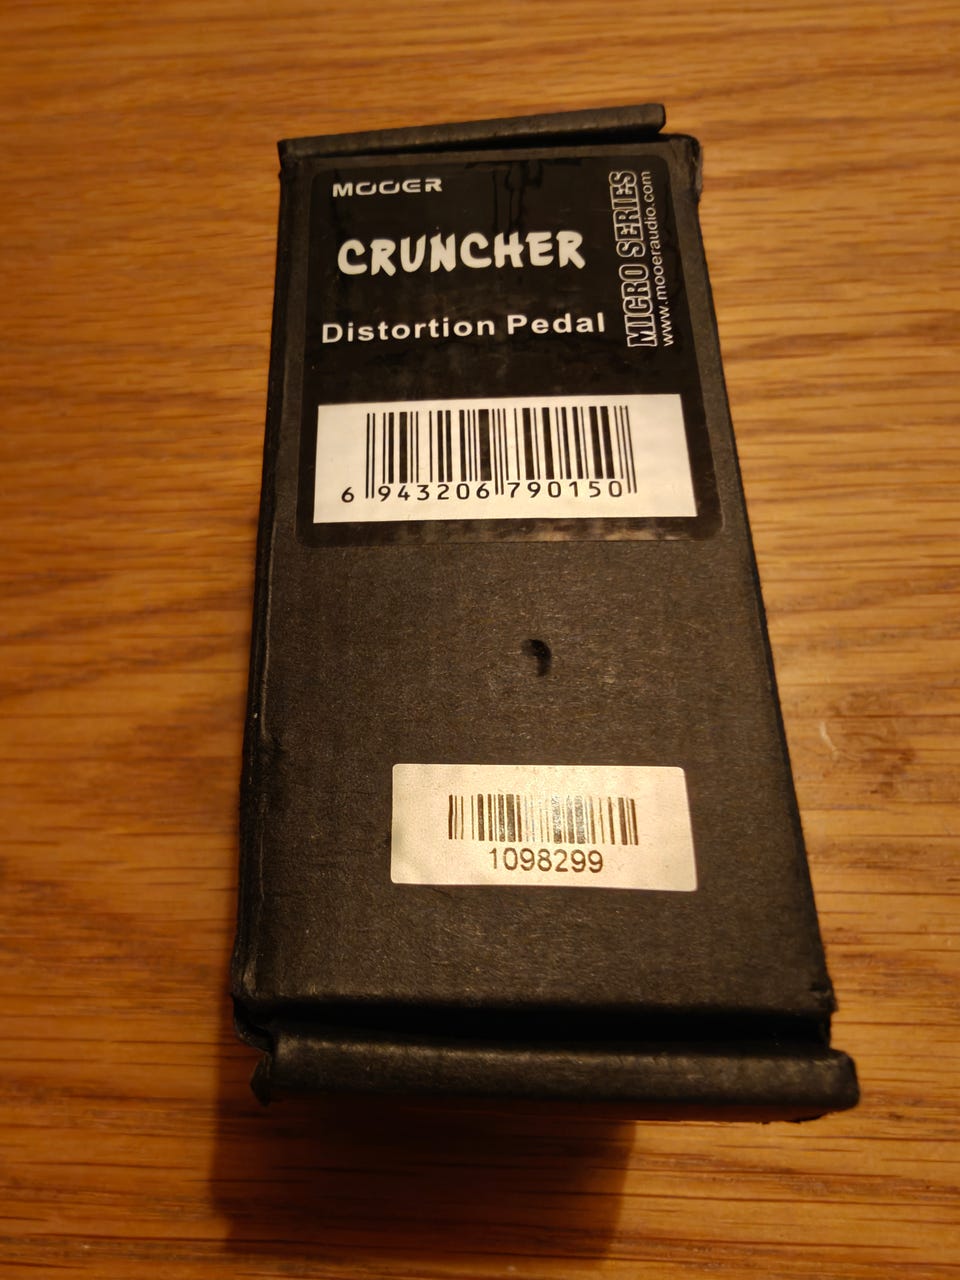 MOOER
CRUNCHER
Distortion Pedal
MICRO SERIES
www.mooeraudio.com
6 943206 790150
1098299